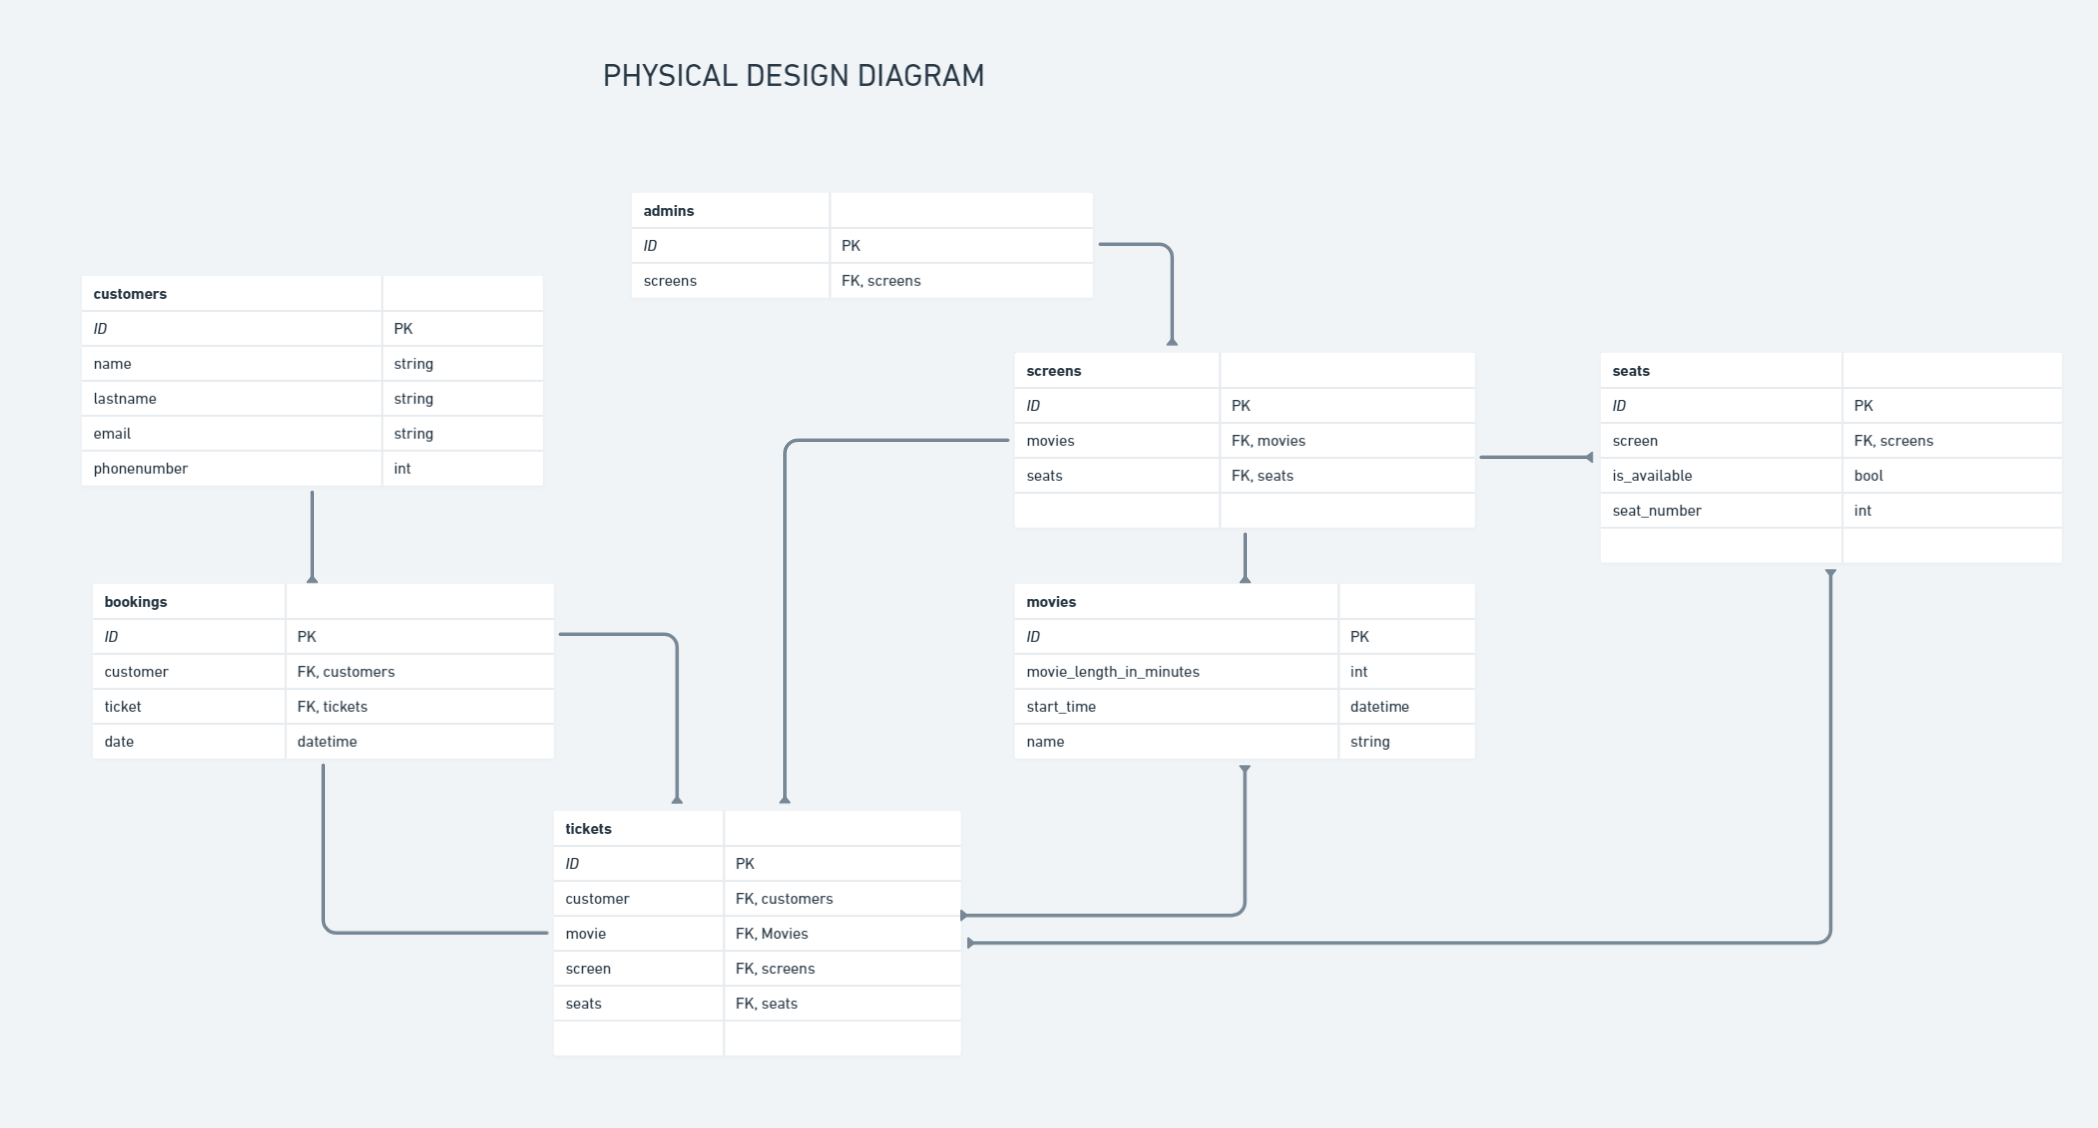 PHYSICAL DESIGN DIAGRAM
admins
ID PK
screens FK, screens
customers
ID PK
name string
lastname string
email string
phonenumber int
screens
ID PK
movies FK, movies
seats FK, seats
seats
ID PK
screen FK, screens
is_available bool
seat_number int
bookings
ID PK
customer FK, customers
ticket FK, tickets
date datetime
movies
ID PK
movie_length_in_minutes int
start_time datetime
name string
tickets
ID PK
customer FK, customers
movie FK, Movies
screen FK, screens
seats FK, seats